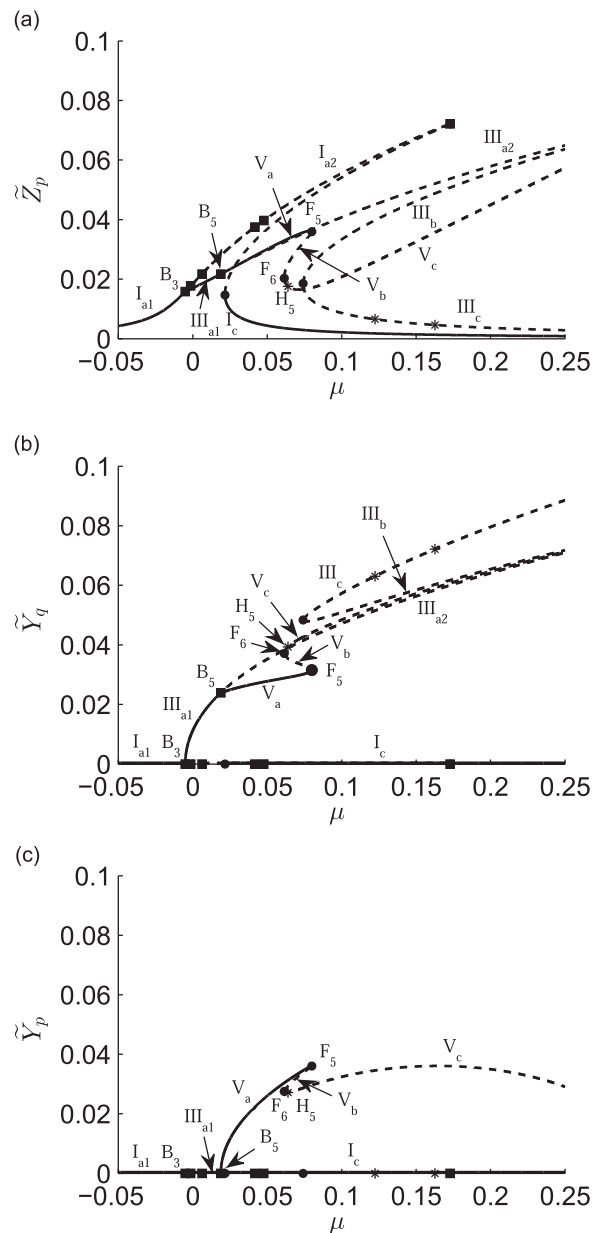 (a)
0.1
0.08
0.06
0.04
0.02
0
Z̃p
−0.05 0 0.05 0.1 0.15 0.2 0.25
μ
Va
Ia2
IIIa2
B5
F5
IIIb
Vc
B3
F6
Vb
Ia1
H5
IIIa1
Ic
IIIc
(b)
0.1
0.08
0.06
0.04
0.02
0
Ỹq
−0.05 0 0.05 0.1 0.15 0.2 0.25
μ
IIIb
IIIc
Vc
H5
IIIa2
F6
Vb
B5
F5
Va
IIIa1
Ia1
B3
Ic
(c)
0.1
0.08
0.06
0.04
0.02
0
Ỹp
−0.05 0 0.05 0.1 0.15 0.2 0.25
μ
F5
Vc
Va
F6
H5
Vb
IIIa1
B5
Ia1
B3
Ic